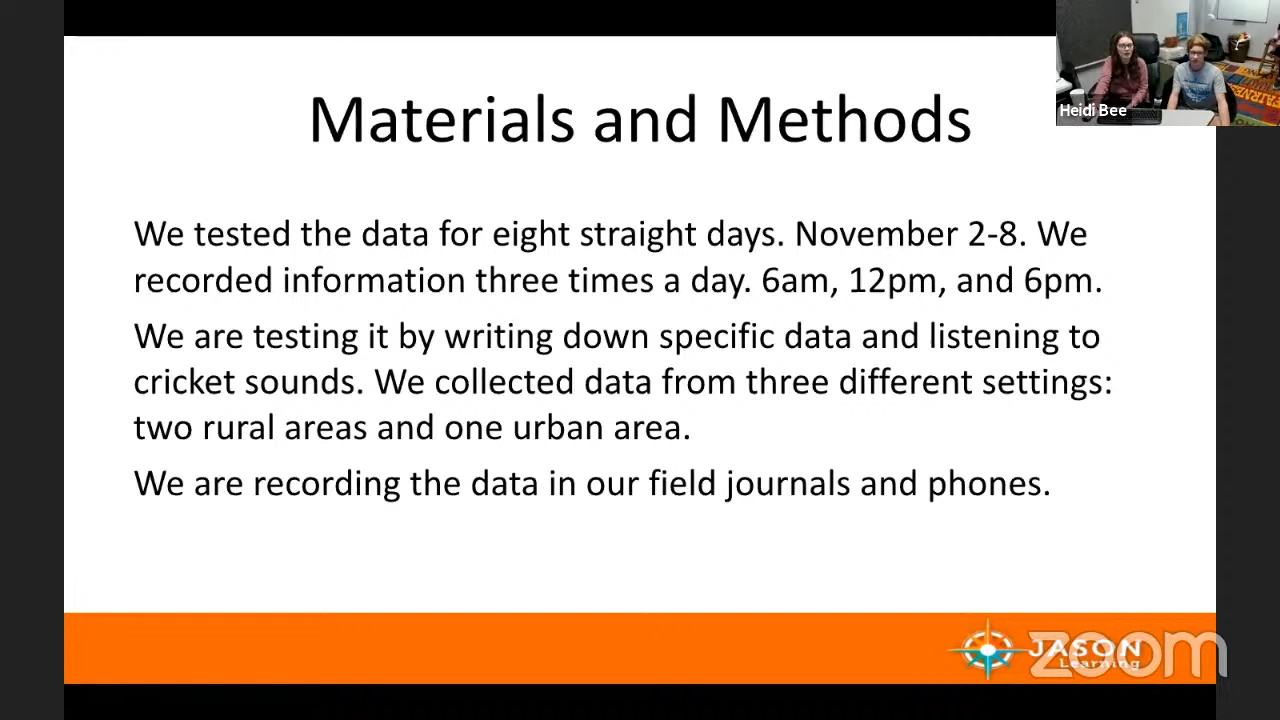 Materials and Methods
Heidi Bee
We tested the data for eight straight days. November 2-8. We
recorded information three times a day. 6am, 12pm, and 6pm.
We are testing it by writing down specific data and listening to
cricket sounds. We collected data from three different settings:
two rural areas and one urban area.
We are recording the data in our field journals and phones.
JASON
Learning
zoom